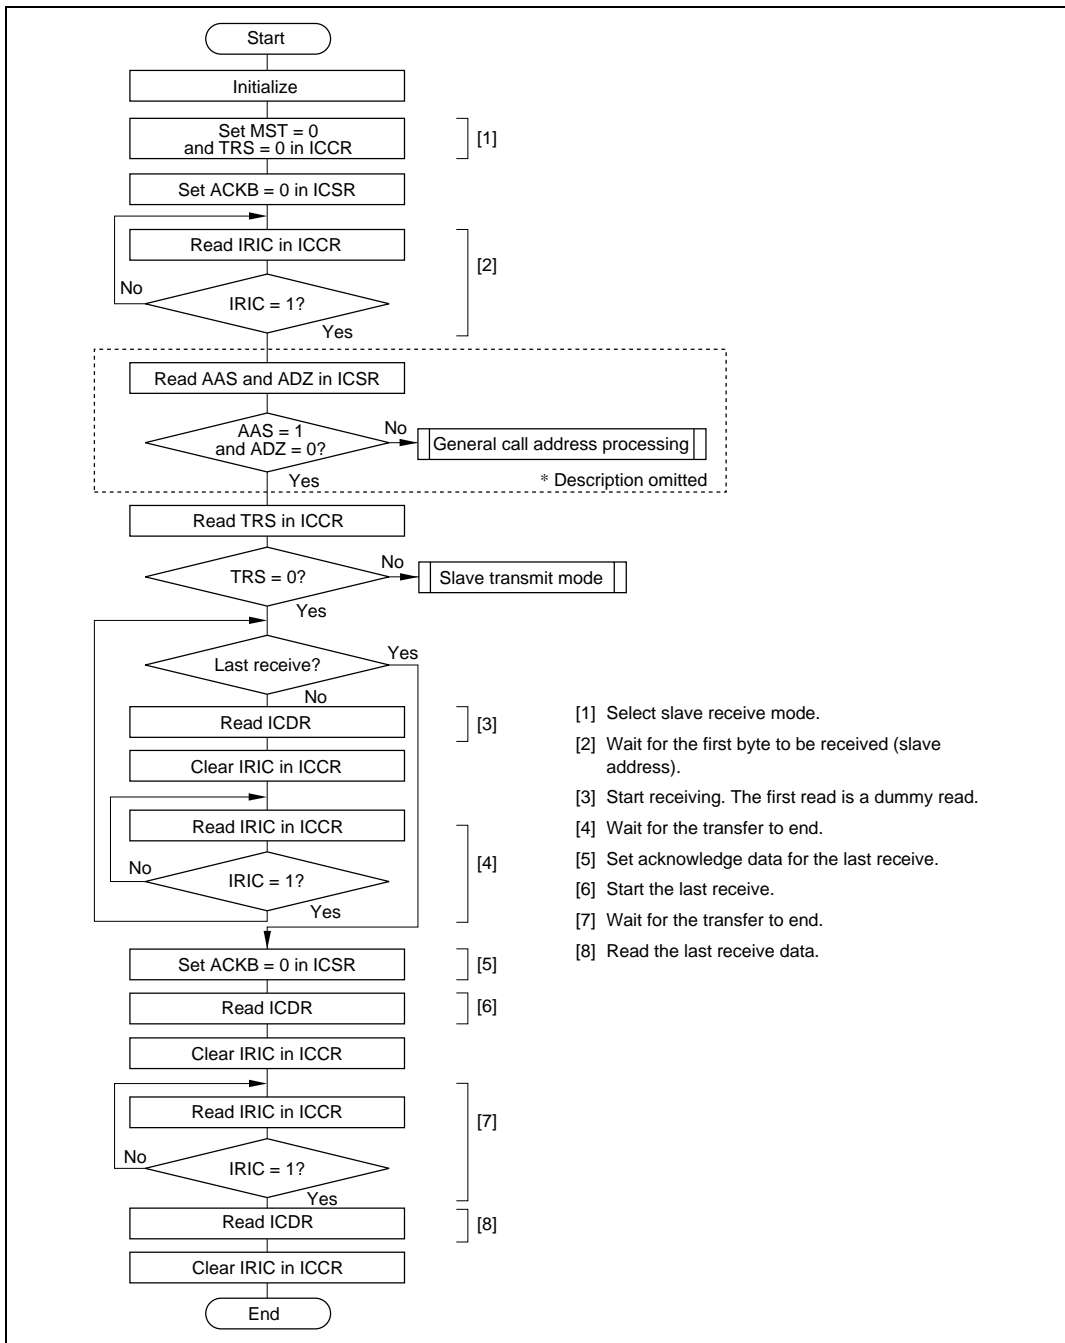 Start
Initialize
Set MST = 0
and TRS = 0 in ICCR
[1]
Set ACKB = 0 in ICSR
Read IRIC in ICCR
[2]
No
IRIC = 1?
Yes
Read AAS and ADZ in ICSR
AAS = 1
and ADZ = 0?
No
General call address processing
Yes
* Description omitted
Read TRS in ICCR
TRS = 0?
No
Slave transmit mode
Yes
Last receive?
Yes
No
Read ICDR
[3]
Clear IRIC in ICCR
Read IRIC in ICCR
[4]
No
IRIC = 1?
Yes
Set ACKB = 0 in ICSR
[5]
Read ICDR
[6]
Clear IRIC in ICCR
Read IRIC in ICCR
[7]
No
IRIC = 1?
Yes
Read ICDR
[8]
Clear IRIC in ICCR
End
[1] Select slave receive mode.
[2] Wait for the first byte to be received (slave
address).
[3] Start receiving. The first read is a dummy read.
[4] Wait for the transfer to end.
[5] Set acknowledge data for the last receive.
[6] Start the last receive.
[7] Wait for the transfer to end.
[8] Read the last receive data.